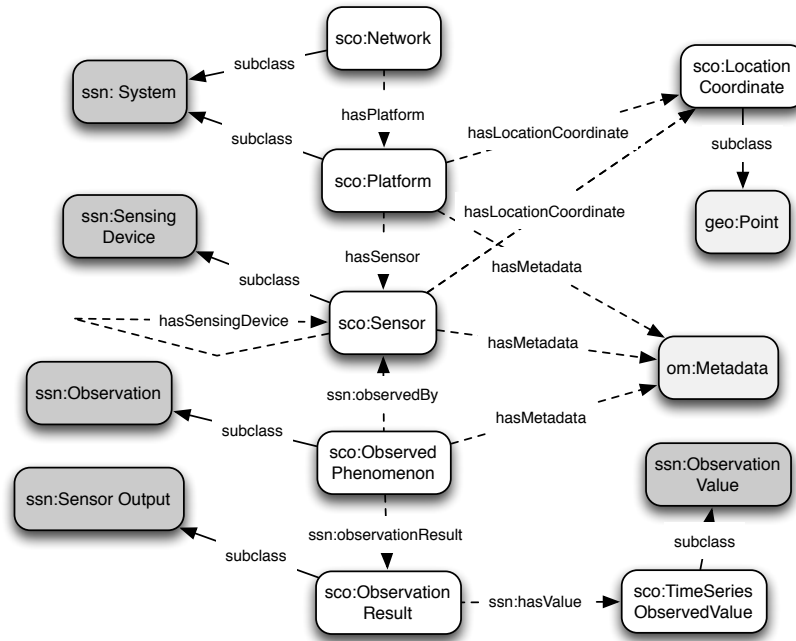 sco:Network
sco:Location
Coordinate
subclass
ssn: System
hasPlatform
hasLocationCoordinate
subclass
subclass
sco:Platform
ssn:Sensing
Device
hasLocationCoordinate
geo:Point
hasSensor
subclass
hasMetadata
hasSensingDevice
sco:Sensor
hasMetadata
om:Metadata
ssn:Observation
ssn:observedBy
hasMetadata
subclass
sco:Observed
Phenomenon
ssn:Observation
Value
ssn:Sensor Output
ssn:observationResult
subclass
subclass
sco:Observation
Result
ssn:hasValue
sco:TimeSeries
ObservedValue